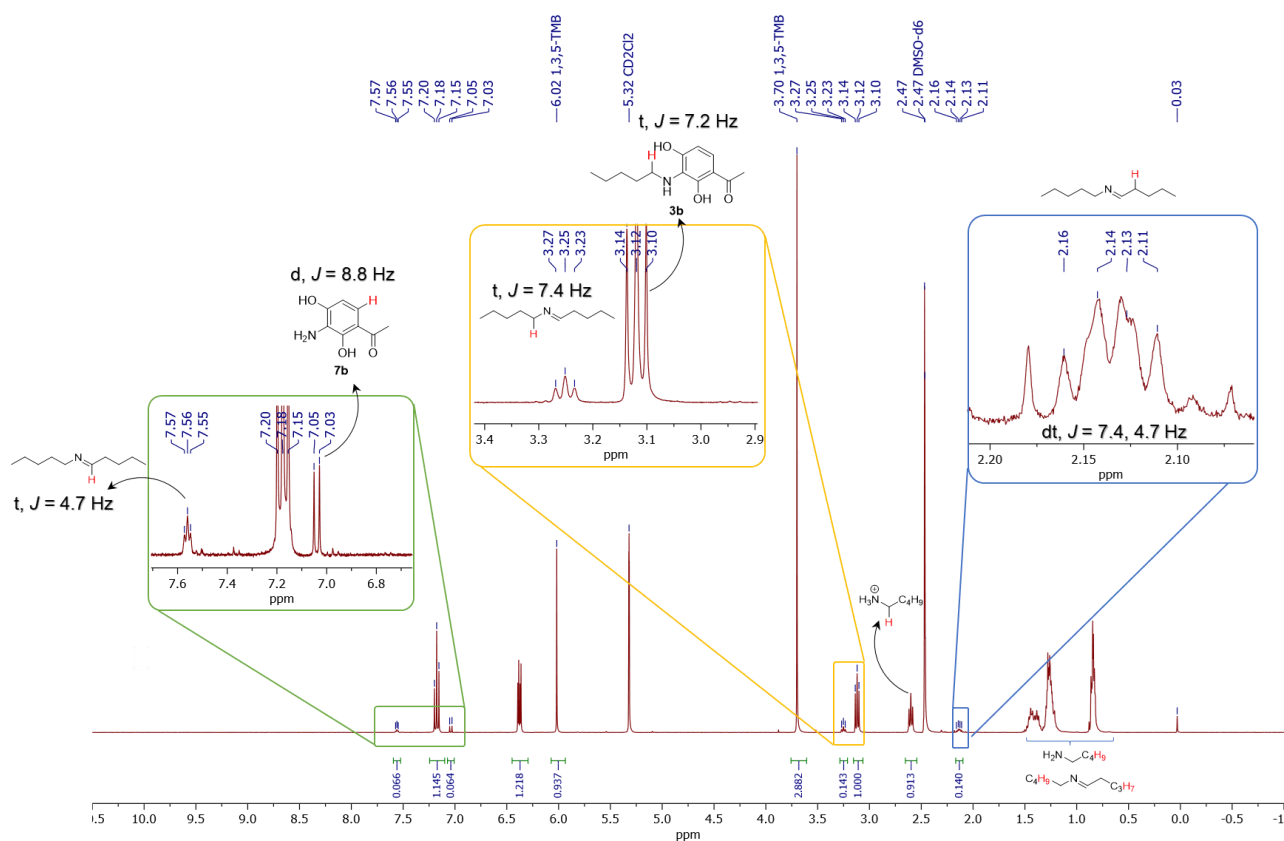 7.57
7.56
7.55
7.20
7.18
7.15
7.05
7.03
6.02 1,3,5-TMB
5.32 CD2Cl2
3.70 1,3,5-TMB
3.27
3.25
3.23
3.14
3.12
3.10
2.47
2.47 DMSO-d6
2.16
2.14
2.13
2.11
0.03
t, J = 7.2 Hz
HO
H
N
H
OH
O
3b
H
N
3.27
3.25
3.23
3.14
3.12
3.10
t, J = 7.4 Hz
N
H
3.4 3.3 3.2 3.1 3.0 2.9
ppm
2.16
2.14
2.13
2.11
dt, J = 7.4, 4.7 Hz
2.20 2.15 2.10
ppm
d, J = 8.8 Hz
HO
H
H2N
OH
O
7b
7.57
7.56
7.55
7.20
7.18
7.15
7.05
7.03
N
H
t, J = 4.7 Hz
7.6 7.4 7.2 7.0 6.8
ppm
⊕
H3N C4H9
H
H2N C4H9
C4H9 N C3H7
0.066
1.145
0.064
1.218
0.937
2.882
0.143
1.000
0.913
0.140
.5 10.0 9.5 9.0 8.5 8.0 7.5 7.0 6.5 6.0 5.5 5.0 4.5 4.0 3.5 3.0 2.5 2.0 1.5 1.0 0.5 0.0 -0.5 -1
ppm